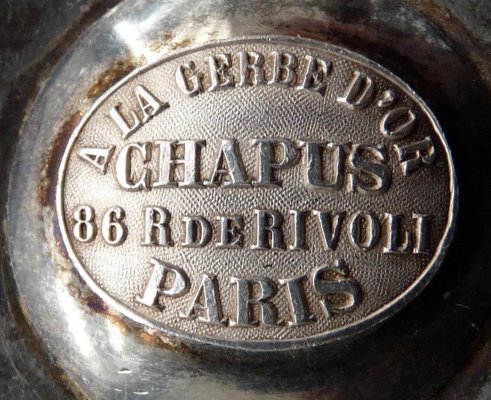 A LA GERBE D'OR
CHAPUS
86 R DE RIVOLI
PARIS